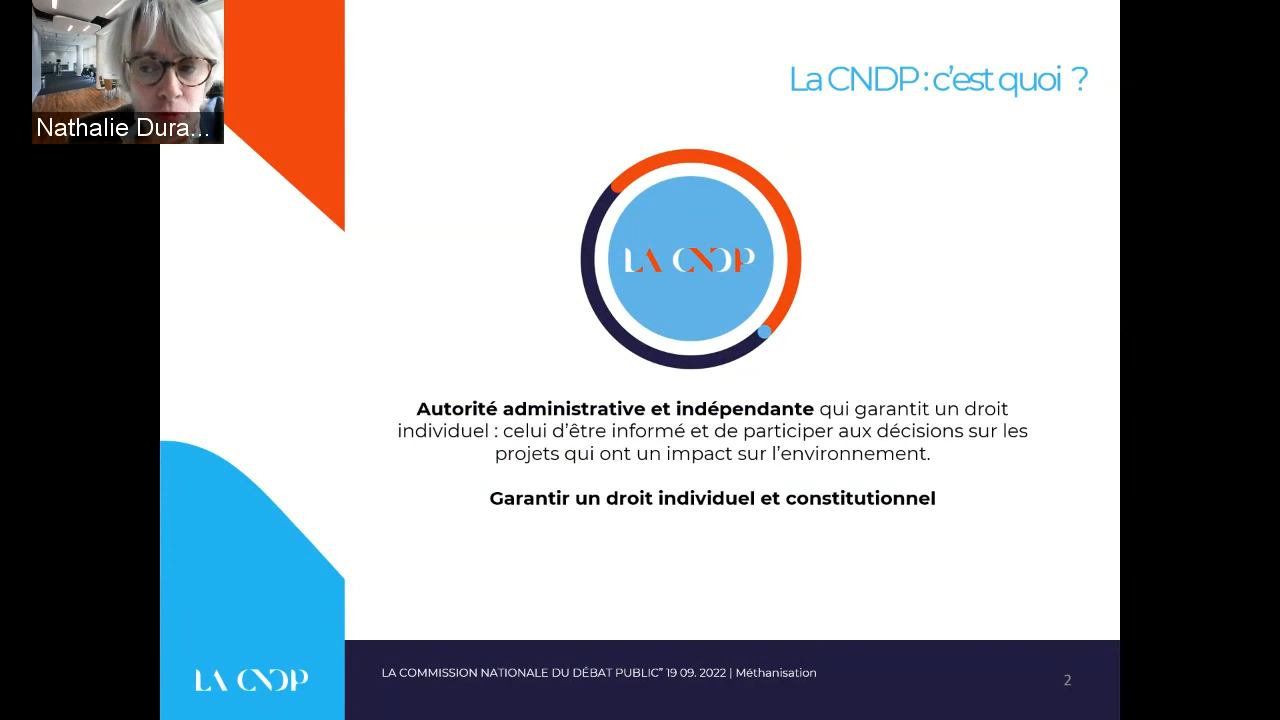 Nathalie Dura...
La CNDP : c'est quoi ?
LA CNDP
Autorité administrative et indépendante qui garantit un droit
individuel : celui d'être informé et de participer aux décisions sur les
projets qui ont un impact sur l'environnement.
Garantir un droit individuel et constitutionnel
LA CNDP
LA COMMISSION NATIONALE DU DÉBAT PUBLIC" 19 09. 2022 | Méthanisation
2